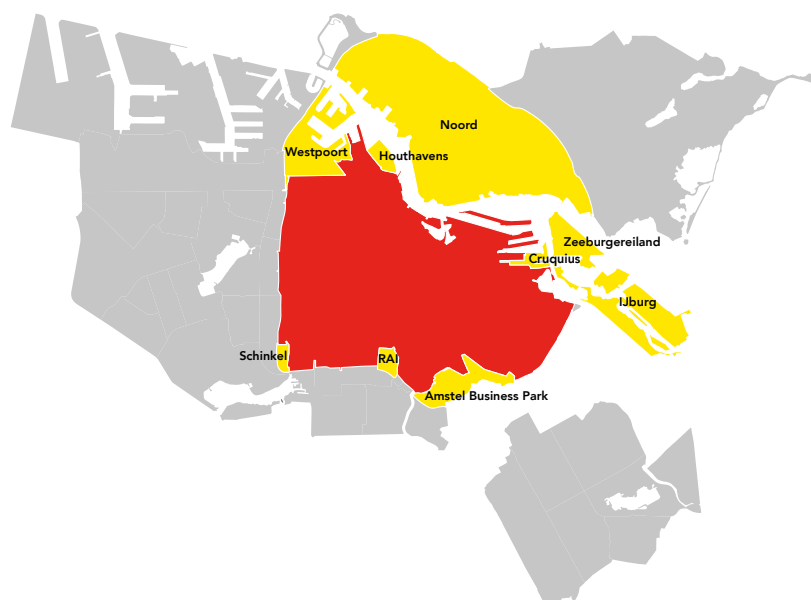 Noord
Westpoort
Houthavens
Zeeburgereiland
Cruquius
IJburg
Schinkel
RAI
Amstel Business Park